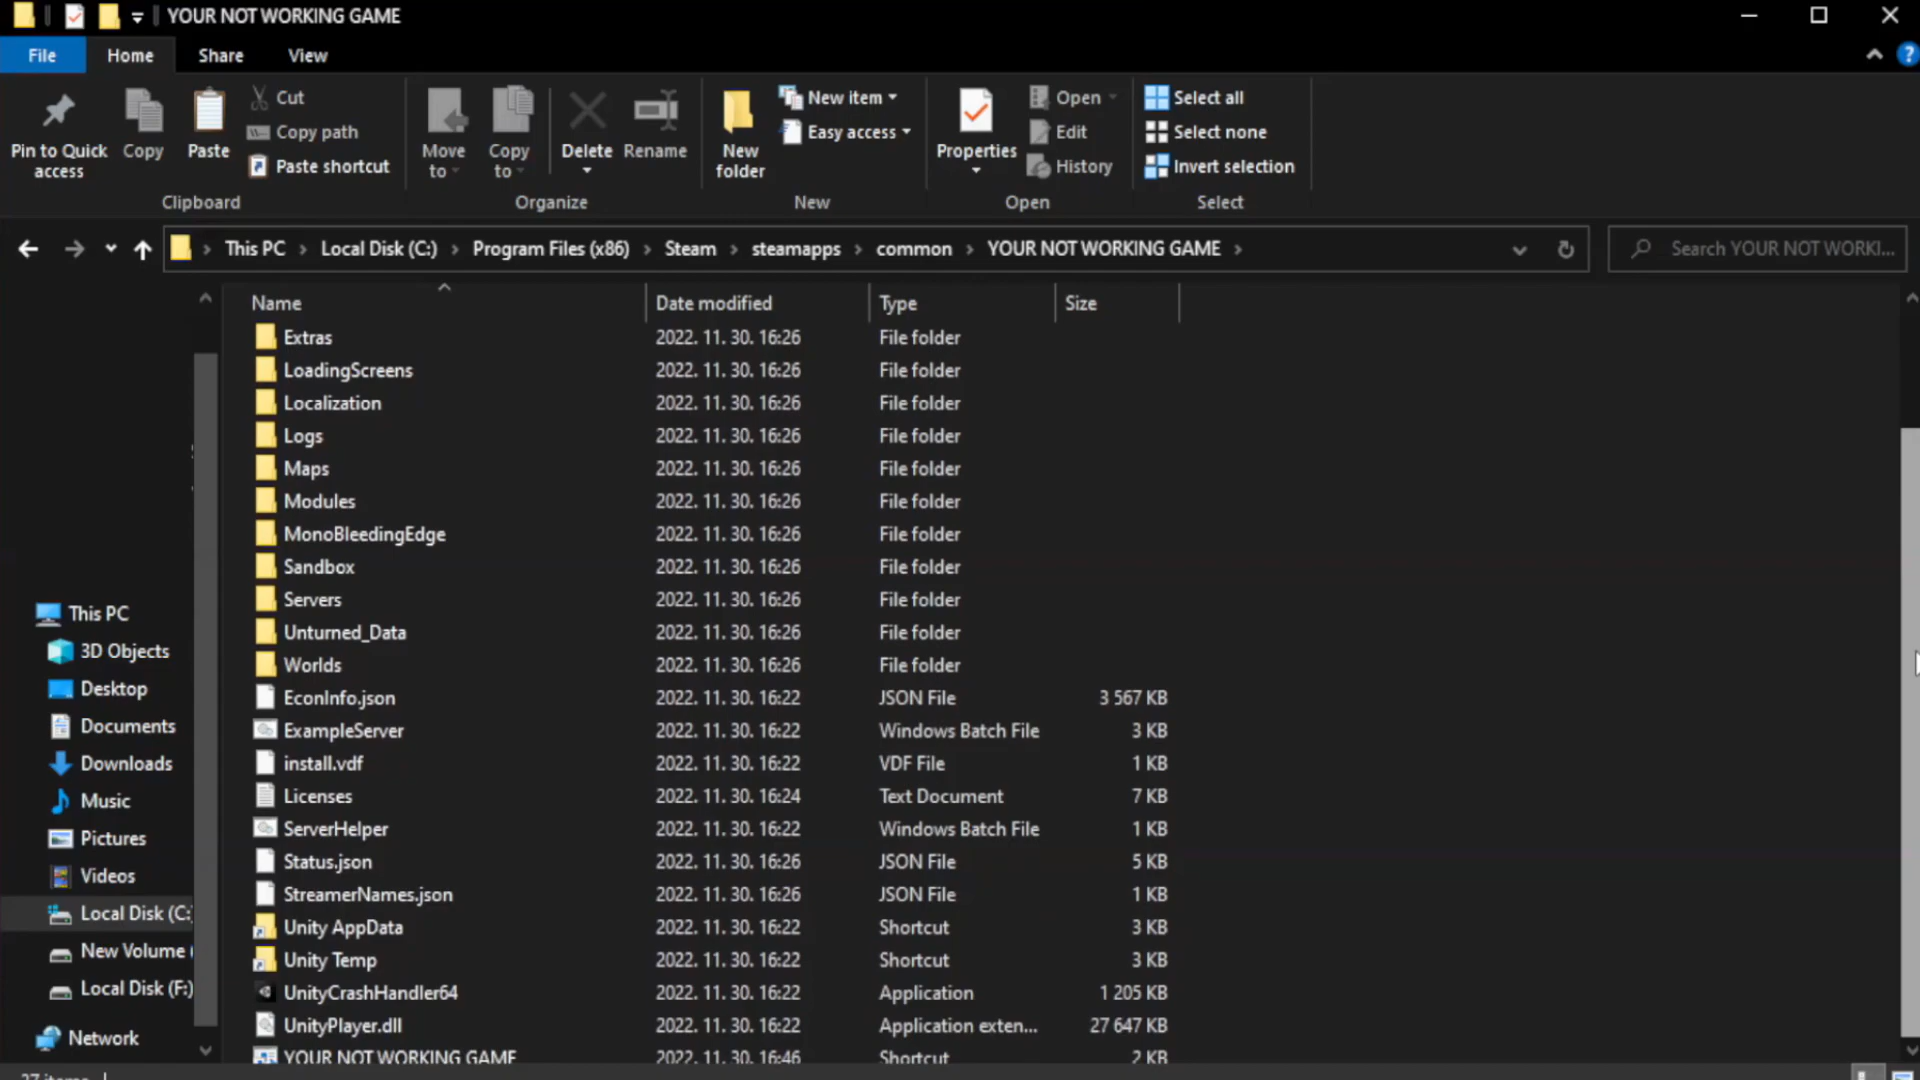 YOUR NOT WORKING GAME
File Home Share View
Pin to Quick access
Copy
Paste
Cut
Copy path
Paste shortcut
Clipboard
Move to
Copy to
Delete
Rename
Organize
New folder
New item
Easy access
New
Properties
Open
Edit
History
Open
Select all
Select none
Invert selection
Select
This PC > Local Disk (C:) > Program Files (x86) > Steam > steamapps > common > YOUR NOT WORKING GAME >
Search YOUR NOT WORKI...
This PC
3D Objects
Desktop
Documents
Downloads
Music
Pictures
Videos
Local Disk (C:
New Volume (
Local Disk (F:)
Network
Name Date modified Type Size
Extras 2022. 11. 30. 16:26 File folder
LoadingScreens 2022. 11. 30. 16:26 File folder
Localization 2022. 11. 30. 16:26 File folder
Logs 2022. 11. 30. 16:26 File folder
Maps 2022. 11. 30. 16:26 File folder
Modules 2022. 11. 30. 16:26 File folder
MonoBleedingEdge 2022. 11. 30. 16:26 File folder
Sandbox 2022. 11. 30. 16:26 File folder
Servers 2022. 11. 30. 16:26 File folder
Unturned_Data 2022. 11. 30. 16:26 File folder
Worlds 2022. 11. 30. 16:26 File folder
EconInfo.json 2022. 11. 30. 16:22 JSON File 3 567 KB
ExampleServer 2022. 11. 30. 16:22 Windows Batch File 3 KB
install.vdf 2022. 11. 30. 16:22 VDF File 1 KB
Licenses 2022. 11. 30. 16:24 Text Document 7 KB
ServerHelper 2022. 11. 30. 16:22 Windows Batch File 1 KB
Status.json 2022. 11. 30. 16:26 JSON File 5 KB
StreamerNames.json 2022. 11. 30. 16:26 JSON File 1 KB
Unity AppData 2022. 11. 30. 16:22 Shortcut 3 KB
Unity Temp 2022. 11. 30. 16:22 Shortcut 3 KB
UnityCrashHandler64 2022. 11. 30. 16:22 Application 1 205 KB
UnityPlayer.dll 2022. 11. 30. 16:22 Application exten... 27 647 KB
YOUR NOT WORKING GAME 2022. 11. 30. 16:46 Shortcut 2 KB
27 items